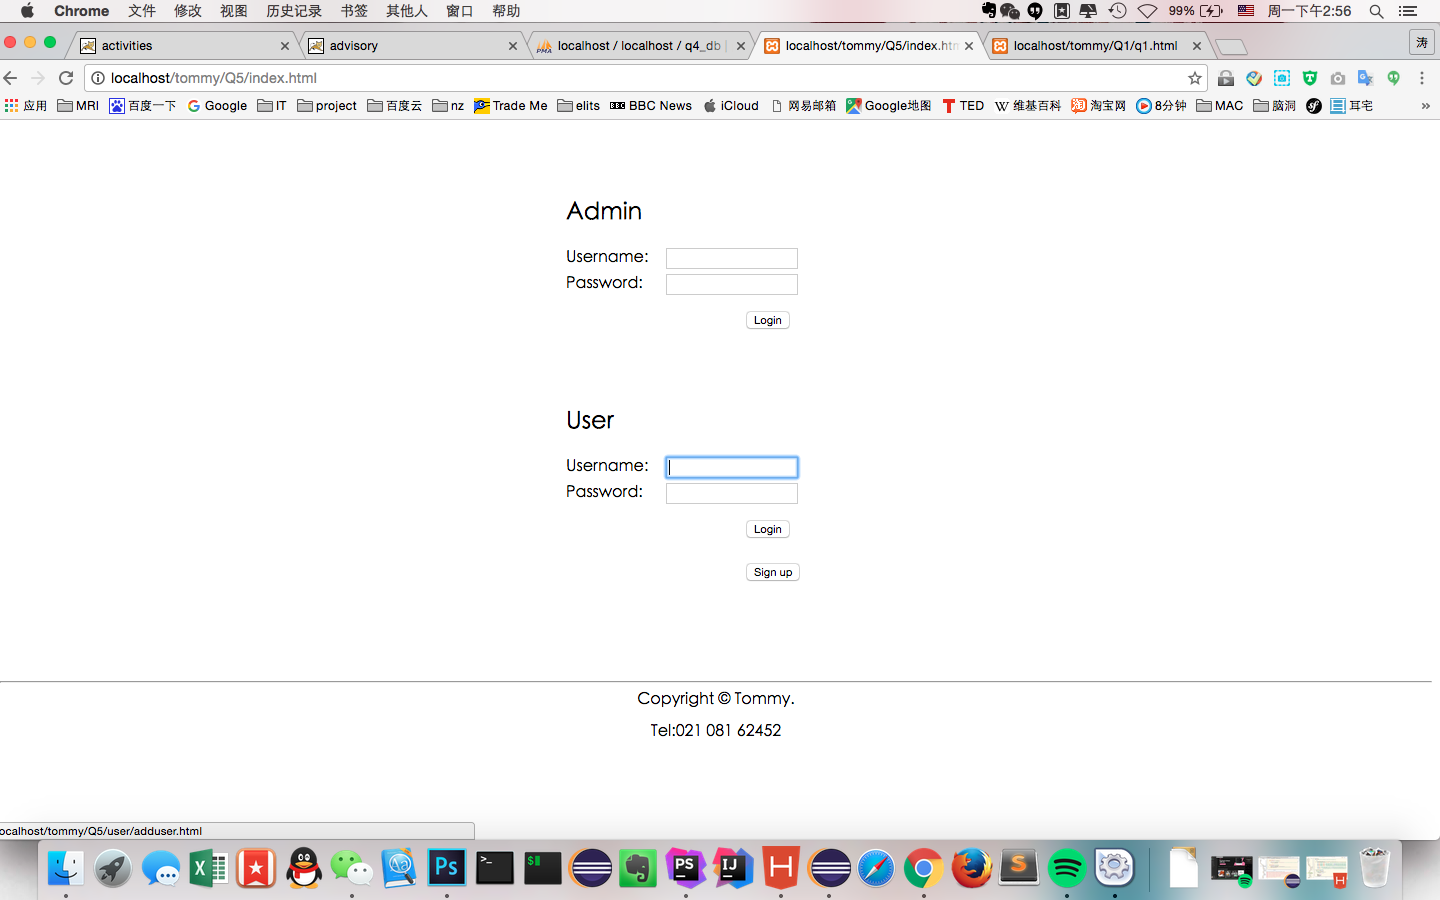 Chrome 文件 修改 视图 历史记录 书签 其他人 窗口 帮助 99% 周一下午2:56
activities advisory localhost / localhost / q4_db localhost/tommy/Q5/index.htm localhost/tommy/Q1/q1.html 涛
localhost/tommy/Q5/index.html
应用 MRI 百度一下 Google IT project 百度云 nz Trade Me elits BBC News iCloud 网易邮箱 Google地图 TED 维基百科 淘宝网 8分钟 MAC 脑洞 耳宅 »
Admin
Username:
Password:
Login
User
Username:
Password:
Login
Sign up
Copyright © Tommy.
Tel:021 081 62452
ocalhost/tommy/Q5/user/adduser.html